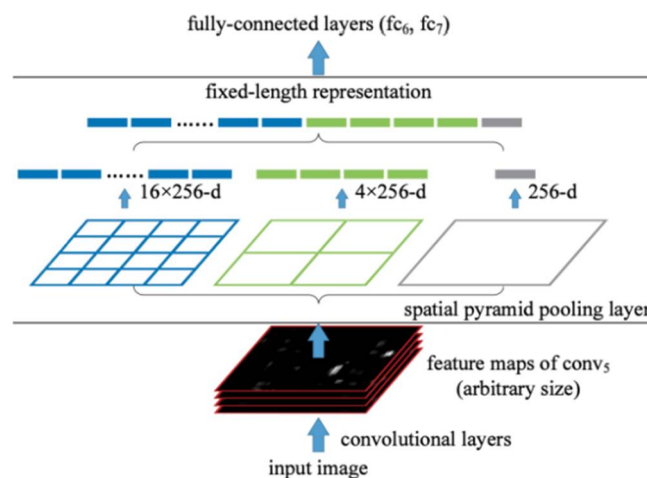 fully-connected layers (fc6, fc7)
fixed-length representation
......
......
16×256-d
4×256-d
256-d
spatial pyramid pooling layer
feature maps of conv5
(arbitrary size)
convolutional layers
input image